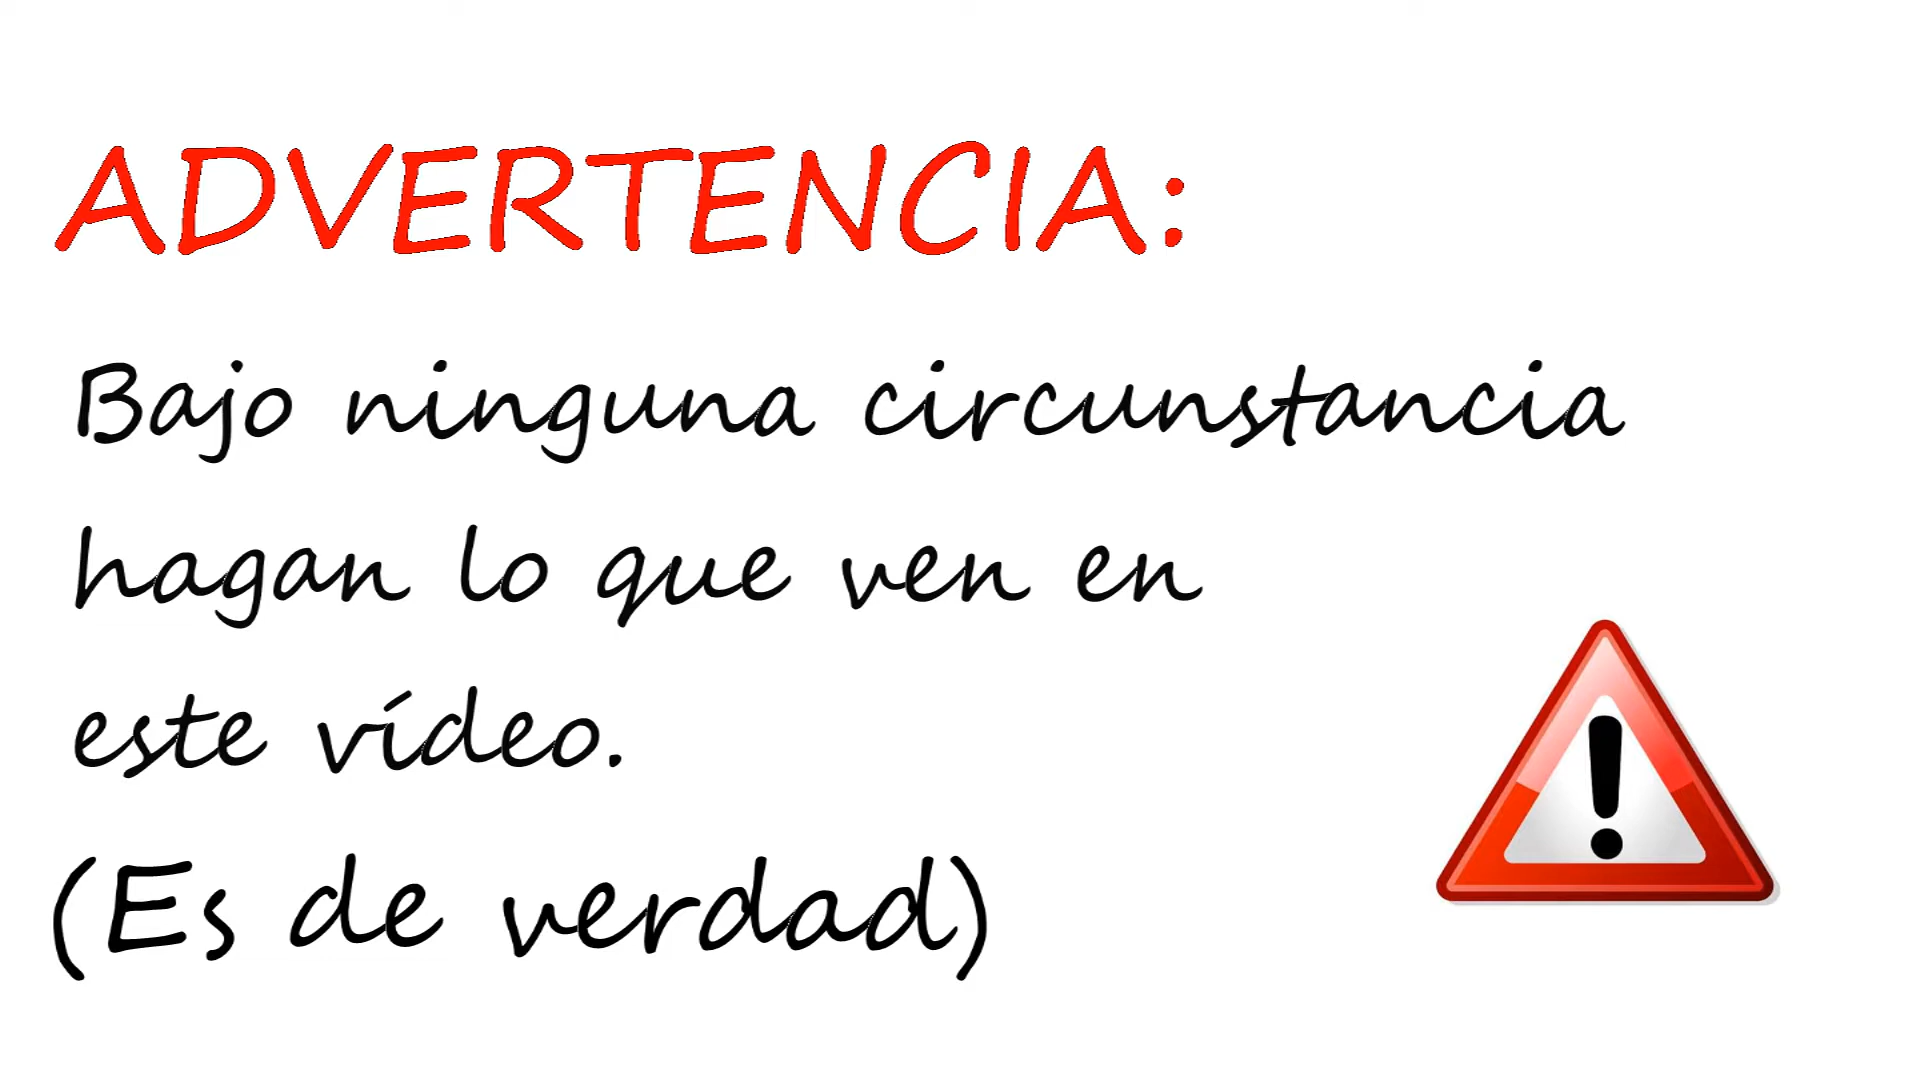 ADVERTENCIA:
Bajo ninguna circunstancia
hagan lo que ven en
este vídeo.
(Es de verdad)